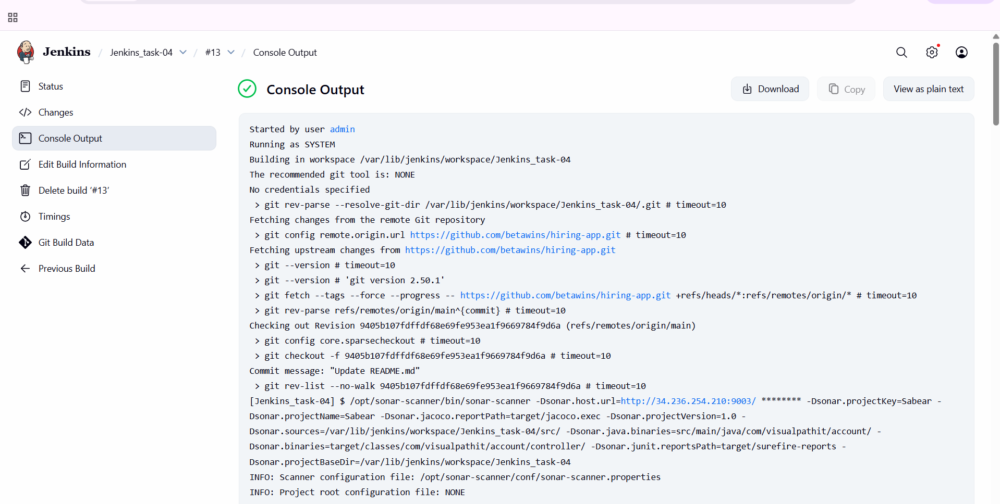 Jenkins / Jenkins_task-04 / #13 / Console Output
Status
Changes
Console Output
Edit Build Information
Delete build ‘#13’
Timings
Git Build Data
Previous Build
Console Output
Download
Copy
View as plain text
Started by user admin
Running as SYSTEM
Building in workspace /var/lib/jenkins/workspace/Jenkins_task-04
The recommended git tool is: NONE
No credentials specified
> git rev-parse --resolve-git-dir /var/lib/jenkins/workspace/Jenkins_task-04/.git # timeout=10
Fetching changes from the remote Git repository
> git config remote.origin.url https://github.com/betawins/hiring-app.git # timeout=10
Fetching upstream changes from https://github.com/betawins/hiring-app.git
> git --version # timeout=10
> git --version # 'git version 2.50.1'
> git fetch --tags --force --progress -- https://github.com/betawins/hiring-app.git +refs/heads/*:refs/remotes/origin/* # timeout=10
> git rev-parse refs/remotes/origin/main^{commit} # timeout=10
Checking out Revision 9405b107fdffdf68e69fe953ea1f9669784f9d6a (refs/remotes/origin/main)
> git config core.sparsecheckout # timeout=10
> git checkout -f 9405b107fdffdf68e69fe953ea1f9669784f9d6a # timeout=10
Commit message: "Update README.md"
> git rev-list --no-walk 9405b107fdffdf68e69fe953ea1f9669784f9d6a # timeout=10
[Jenkins_task-04] $ /opt/sonar-scanner/bin/sonar-scanner -Dsonar.host.url=http://34.236.254.210:9003/ ******** -Dsonar.projectKey=Sabear -
Dsonar.projectName=Sabear -Dsonar.jacoco.reportPath=target/jacoco.exec -Dsonar.projectVersion=1.0 -
Dsonar.sources=/var/lib/jenkins/workspace/Jenkins_task-04/src/ -Dsonar.java.binaries=src/main/java/com/visualpathit/account/ -
Dsonar.binaries=target/classes/com/visualpathit/account/controller/ -Dsonar.junit.reportsPath=target/surefire-reports -
Dsonar.projectBaseDir=/var/lib/jenkins/workspace/Jenkins_task-04
INFO: Scanner configuration file: /opt/sonar-scanner/conf/sonar-scanner.properties
INFO: Project root configuration file: NONE